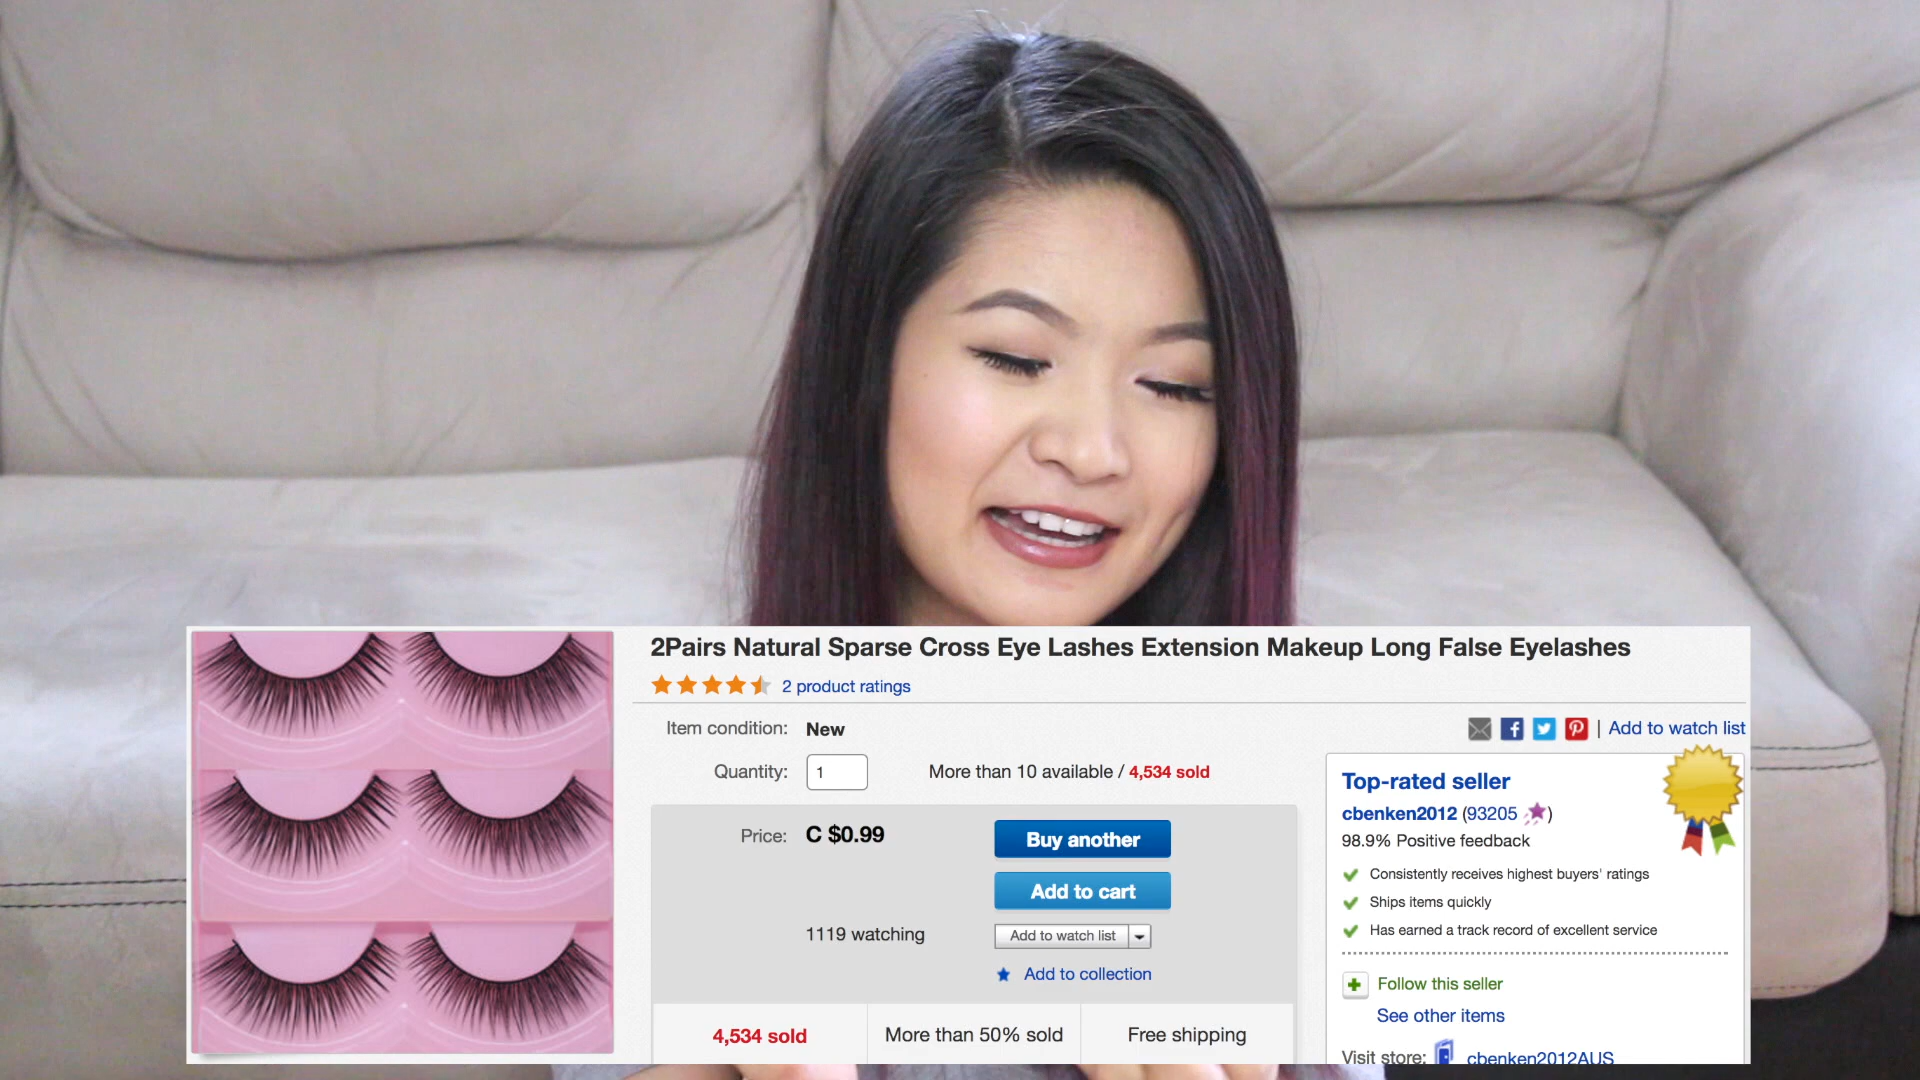 2Pairs Natural Sparse Cross Eye Lashes Extension Makeup Long False Eyelashes
2 product ratings
Item condition: New
| Add to watch list
Quantity: 1
More than 10 available / 4,534 sold
Price: C $0.99
Buy another
Add to cart
1119 watching
Add to watch list
Add to collection
4,534 sold
More than 50% sold
Free shipping
Top-rated seller
cbenken2012 (93205)
98.9% Positive feedback
Consistently receives highest buyers' ratings
Ships items quickly
Has earned a track record of excellent service
Follow this seller
See other items
Visit store: cbenken2012AUS